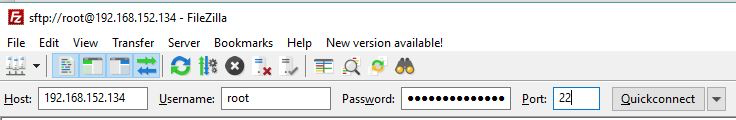 Fz sftp://root@192.168.152.134 - FileZilla
File Edit View Transfer Server Bookmarks Help New version available!
Host: 192.168.152.134 Username: root Password: ●●●●●●●●●●●●●● Port: 22 Quickconnect